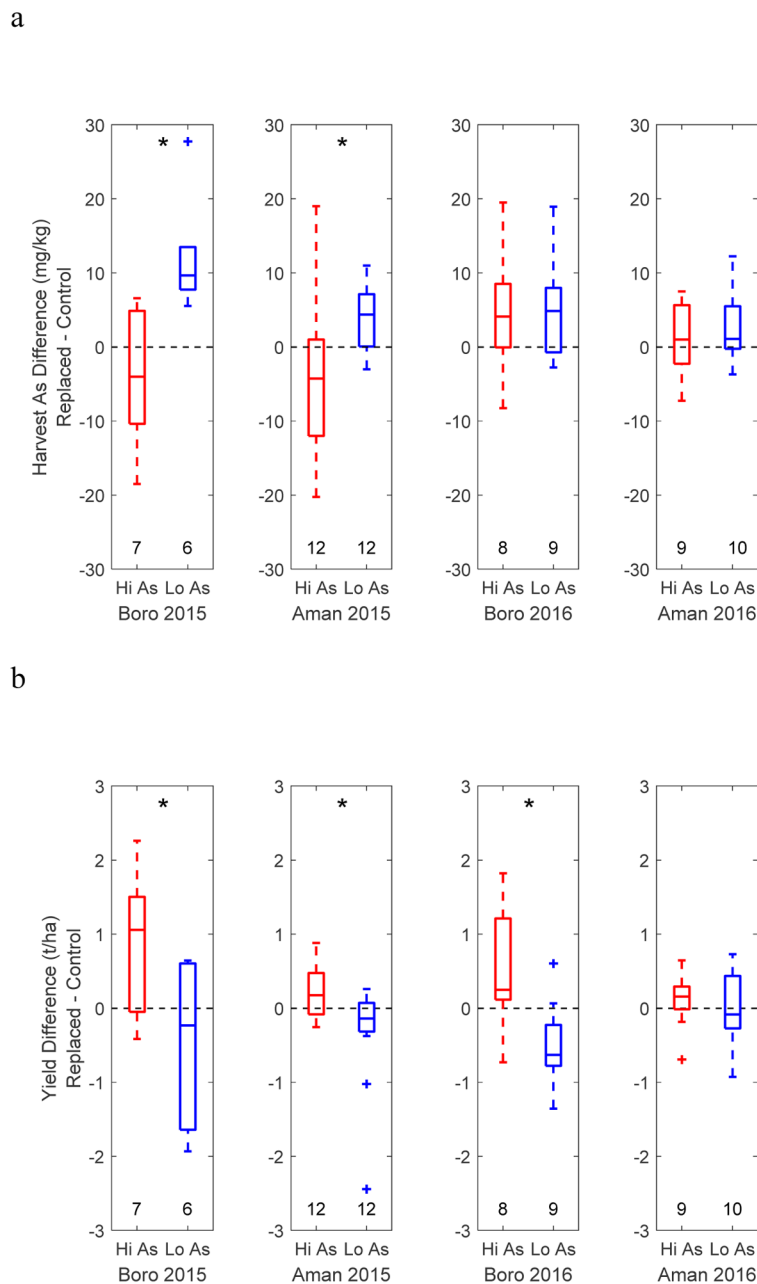 a
Harvest As Difference (mg/kg)
Replaced - Control
30 30 30 30
20 20 20 20
10 10 10 10
0 0 0 0
-10 -10 -10 -10
-20 -20 -20 -20
-30 -30 -30 -30
* *
7 6 12 12 8 9 9 10
Hi As Lo As Hi As Lo As Hi As Lo As Hi As Lo As
Boro 2015 Aman 2015 Boro 2016 Aman 2016
b
Yield Difference (t/ha)
Replaced - Control
3 3 3 3
2 2 2 2
1 1 1 1
0 0 0 0
-1 -1 -1 -1
-2 -2 -2 -2
-3 -3 -3 -3
* * *
7 6 12 12 8 9 9 10
Hi As Lo As Hi As Lo As Hi As Lo As Hi As Lo As
Boro 2015 Aman 2015 Boro 2016 Aman 2016